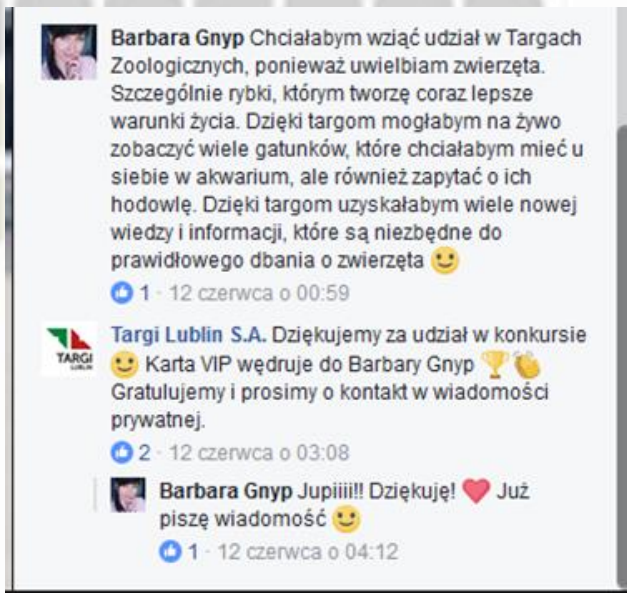 Barbara Gnyp Chciałabym wziąć udział w Targach
Zoologicznych, ponieważ uwielbiam zwierzęta.
Szczególnie rybki, którym tworzę coraz lepsze
warunki życia. Dzięki targom mogłabym na żywo
zobaczyć wiele gatunków, które chciałabym mieć u
siebie w akwarium, ale również zapytać o ich
hodowlę. Dzięki targom uzyskałabym wiele nowej
wiedzy i informacji, które są niezbędne do
prawidłowego dbania o zwierzęta 🙂
1 · 12 czerwca o 00:59
TARGI
LUBLIN
Targi Lublin S.A. Dziękujemy za udział w konkursie
🙂 Karta VIP wędruje do Barbary Gnyp 🏆👏
Gratulujemy i prosimy o kontakt w wiadomości
prywatnej.
2 · 12 czerwca o 03:08
Barbara Gnyp Jupiiii!! Dziękuję! ❤ Już
piszę wiadomość 🙂
1 · 12 czerwca o 04:12